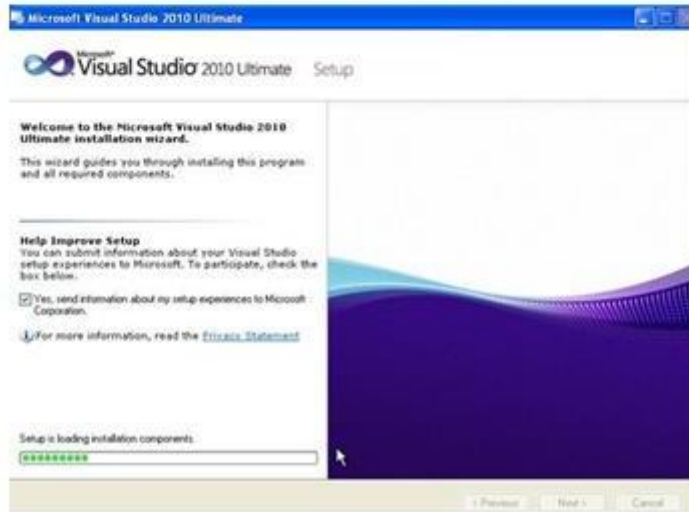 Microsoft Visual Studio 2010 Ultimate
Microsoft®
Visual Studio® 2010 Ultimate Setup
Welcome to the Microsoft Visual Studio 2010
Ultimate installation wizard.
This wizard guides you through installing this program
and all required components.
Help Improve Setup
You can submit information about your Visual Studio
setup experiences to Microsoft. To participate, check the
box below.
Yes, send information about my setup experiences to Microsoft
Corporation.
For more information, read the Privacy Statement
Setup is loading installation components.
< Previous Next > Cancel